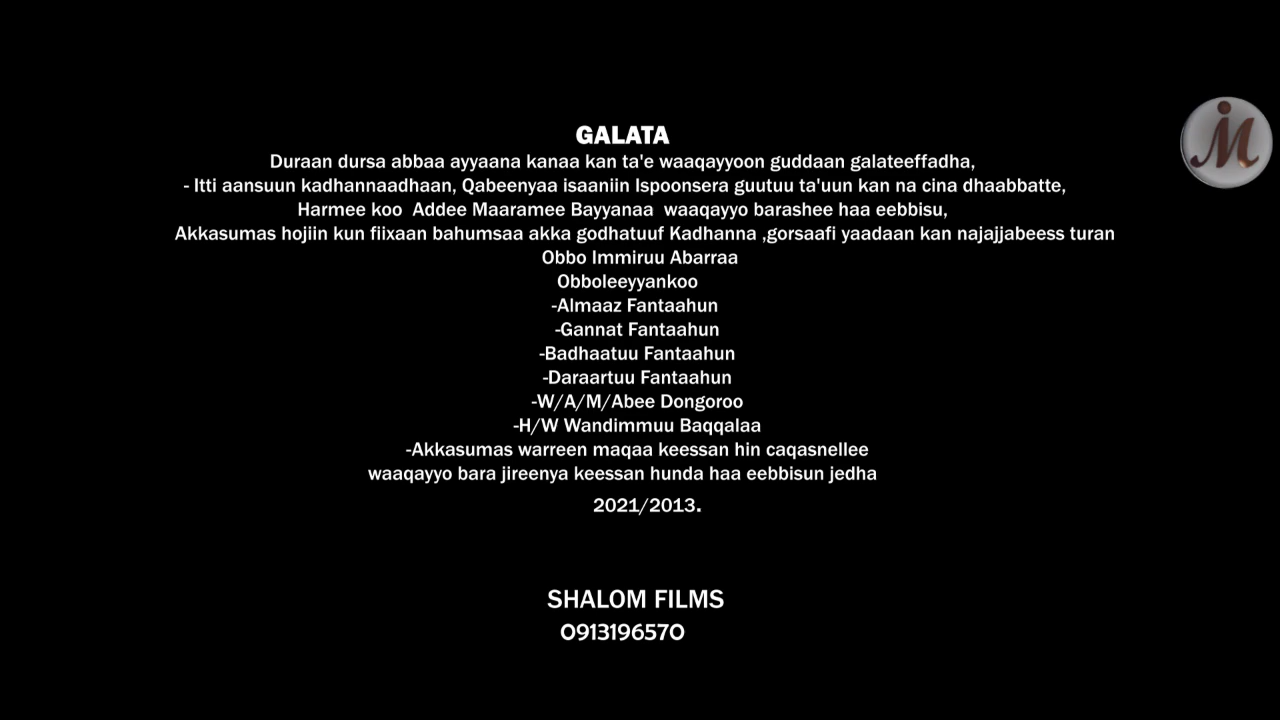 GALATA
Duraan dursa abbaa ayyaana kanaa kan ta'e waaqayyoon guddaan galateeffadha,
- Itti aansuun kadhannaadhaan, Qabeenyaa isaaniin Ispoonsera guutuu ta'uun kan na cina dhaabbatte,
Harmee koo Addee Maaramee Bayyanaa waaqayyo barashee haa eebbisu,
Akkasumas hojiin kun fiixaan bahumsaa akka godhatuuf Kadhanna ,gorsaafi yaadaan kan najajjabeess turan
Obbo Immiruu Abarraa
Obboleeyyankoo
-Almaaz Fantaahun
-Gannat Fantaahun
-Badhaatuu Fantaahun
-Daraartuu Fantaahun
-W/A/M/Abee Dongoroo
-H/W Wandimmuu Baqqalaa
-Akkasumas warreen maqaa keessan hin caqasnellee
waaqayyo bara jireenya keessan hunda haa eebbisun jedha
2021/2013.
SHALOM FILMS
0913196570
iM